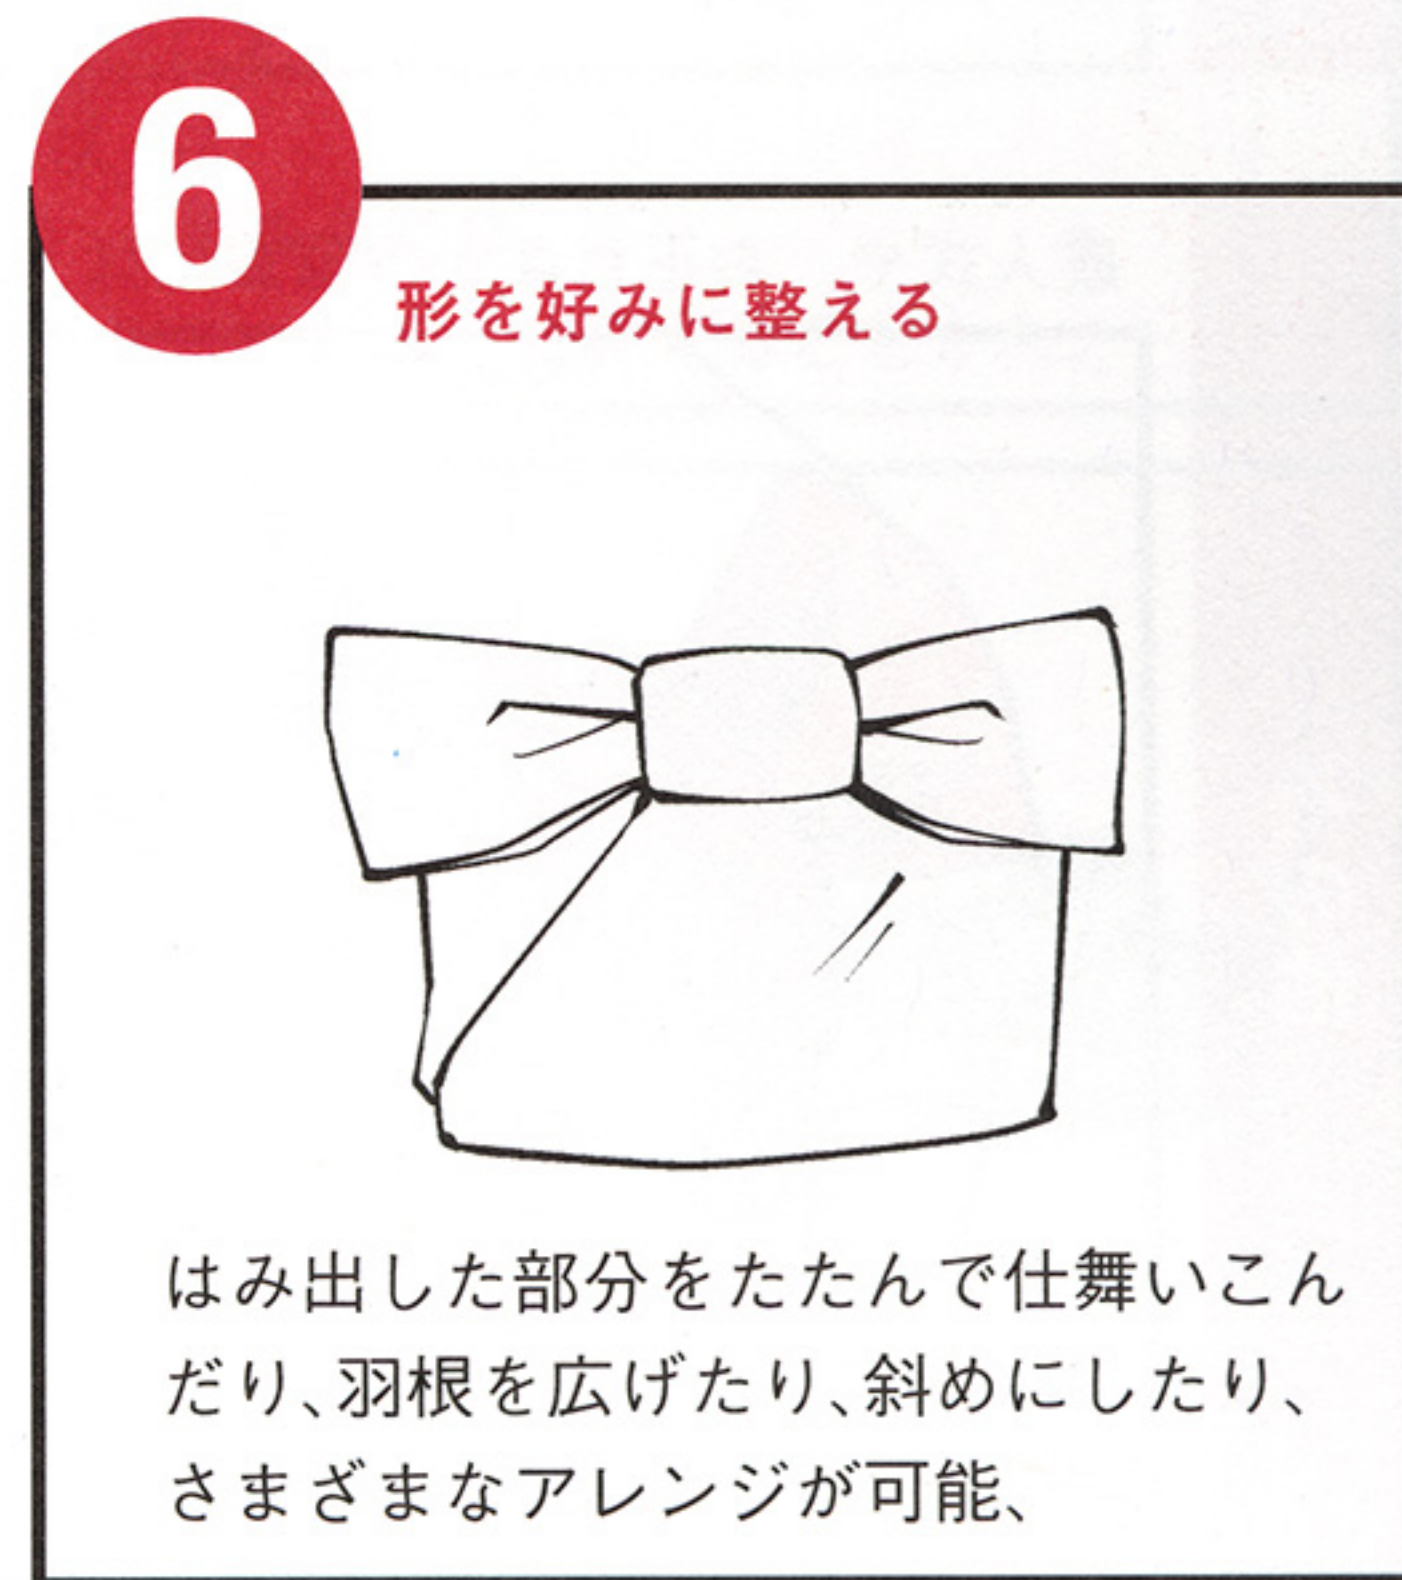 6
形を好みに整える
はみ出した部分をたたんで仕舞いこん
だり、羽根を広げたり、斜めにしたり、
さまざまなアレンジが可能、